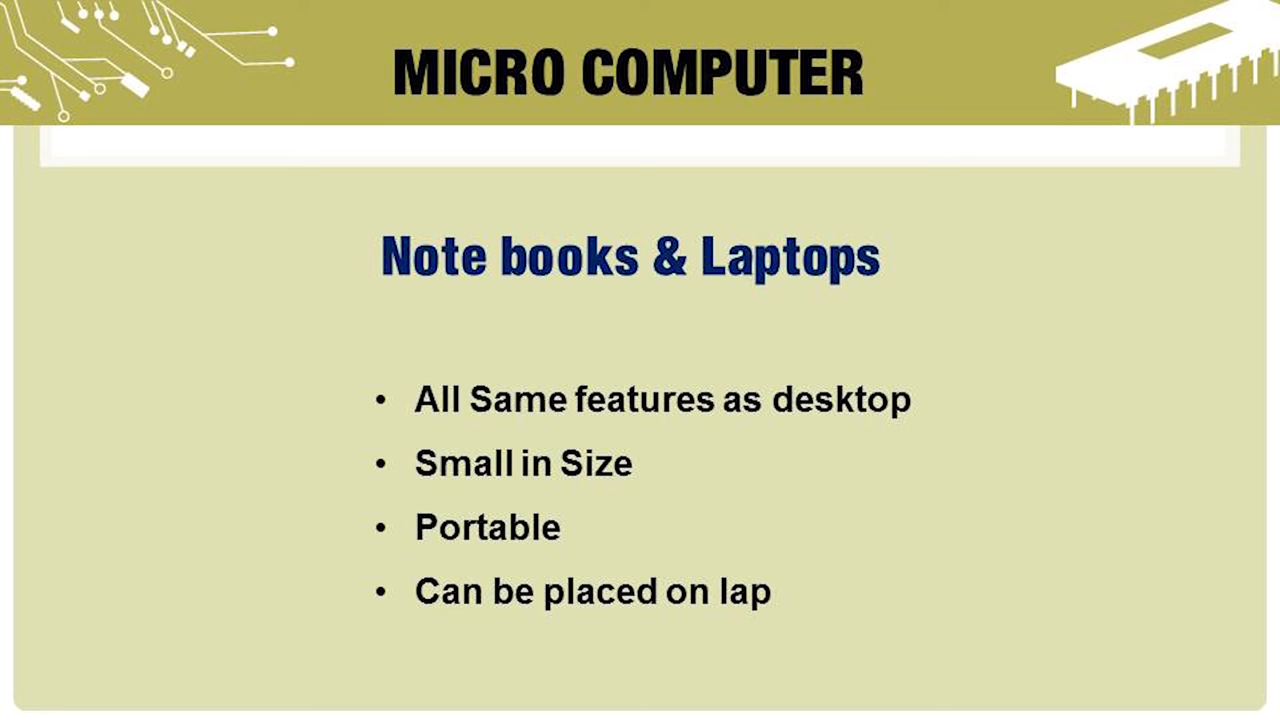 MICRO COMPUTER
Note books & Laptops
• All Same features as desktop
• Small in Size
• Portable
• Can be placed on lap